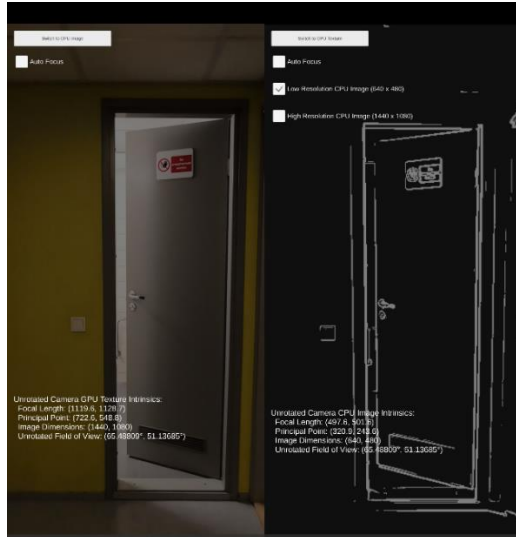 Switch to CPU Image
Auto Focus
Unrotated Camera GPU Texture Intrinsics:
Focal Length: (1119.6, 1128.7)
Principal Point: (722.6, 548.8)
Image Dimensions: (1440, 1080)
Unrotated Field of View: (65.48809°, 51.13685°)
Switch to GPU Texture
Auto Focus
Low Resolution CPU Image (640 x 480)
High Resolution CPU Image (1440 x 1080)
Unrotated Camera CPU Image Intrinsics:
Focal Length: (497.6, 501.6)
Principal Point: (320.9, 243.6)
Image Dimensions: (640, 480)
Unrotated Field of View: (65.48809°, 51.13685°)